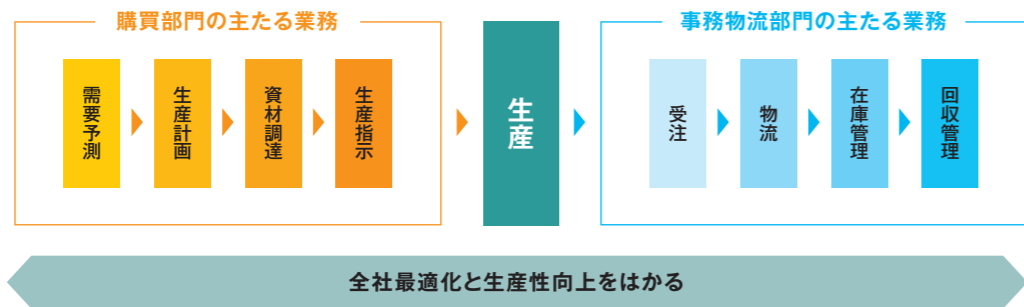 購買部門の主たる業務
需要予測
生産計画
資材調達
生産指示
生産
事務物流部門の主たる業務
受注
物流
在庫管理
回収管理
全社最適化と生産性向上をはかる